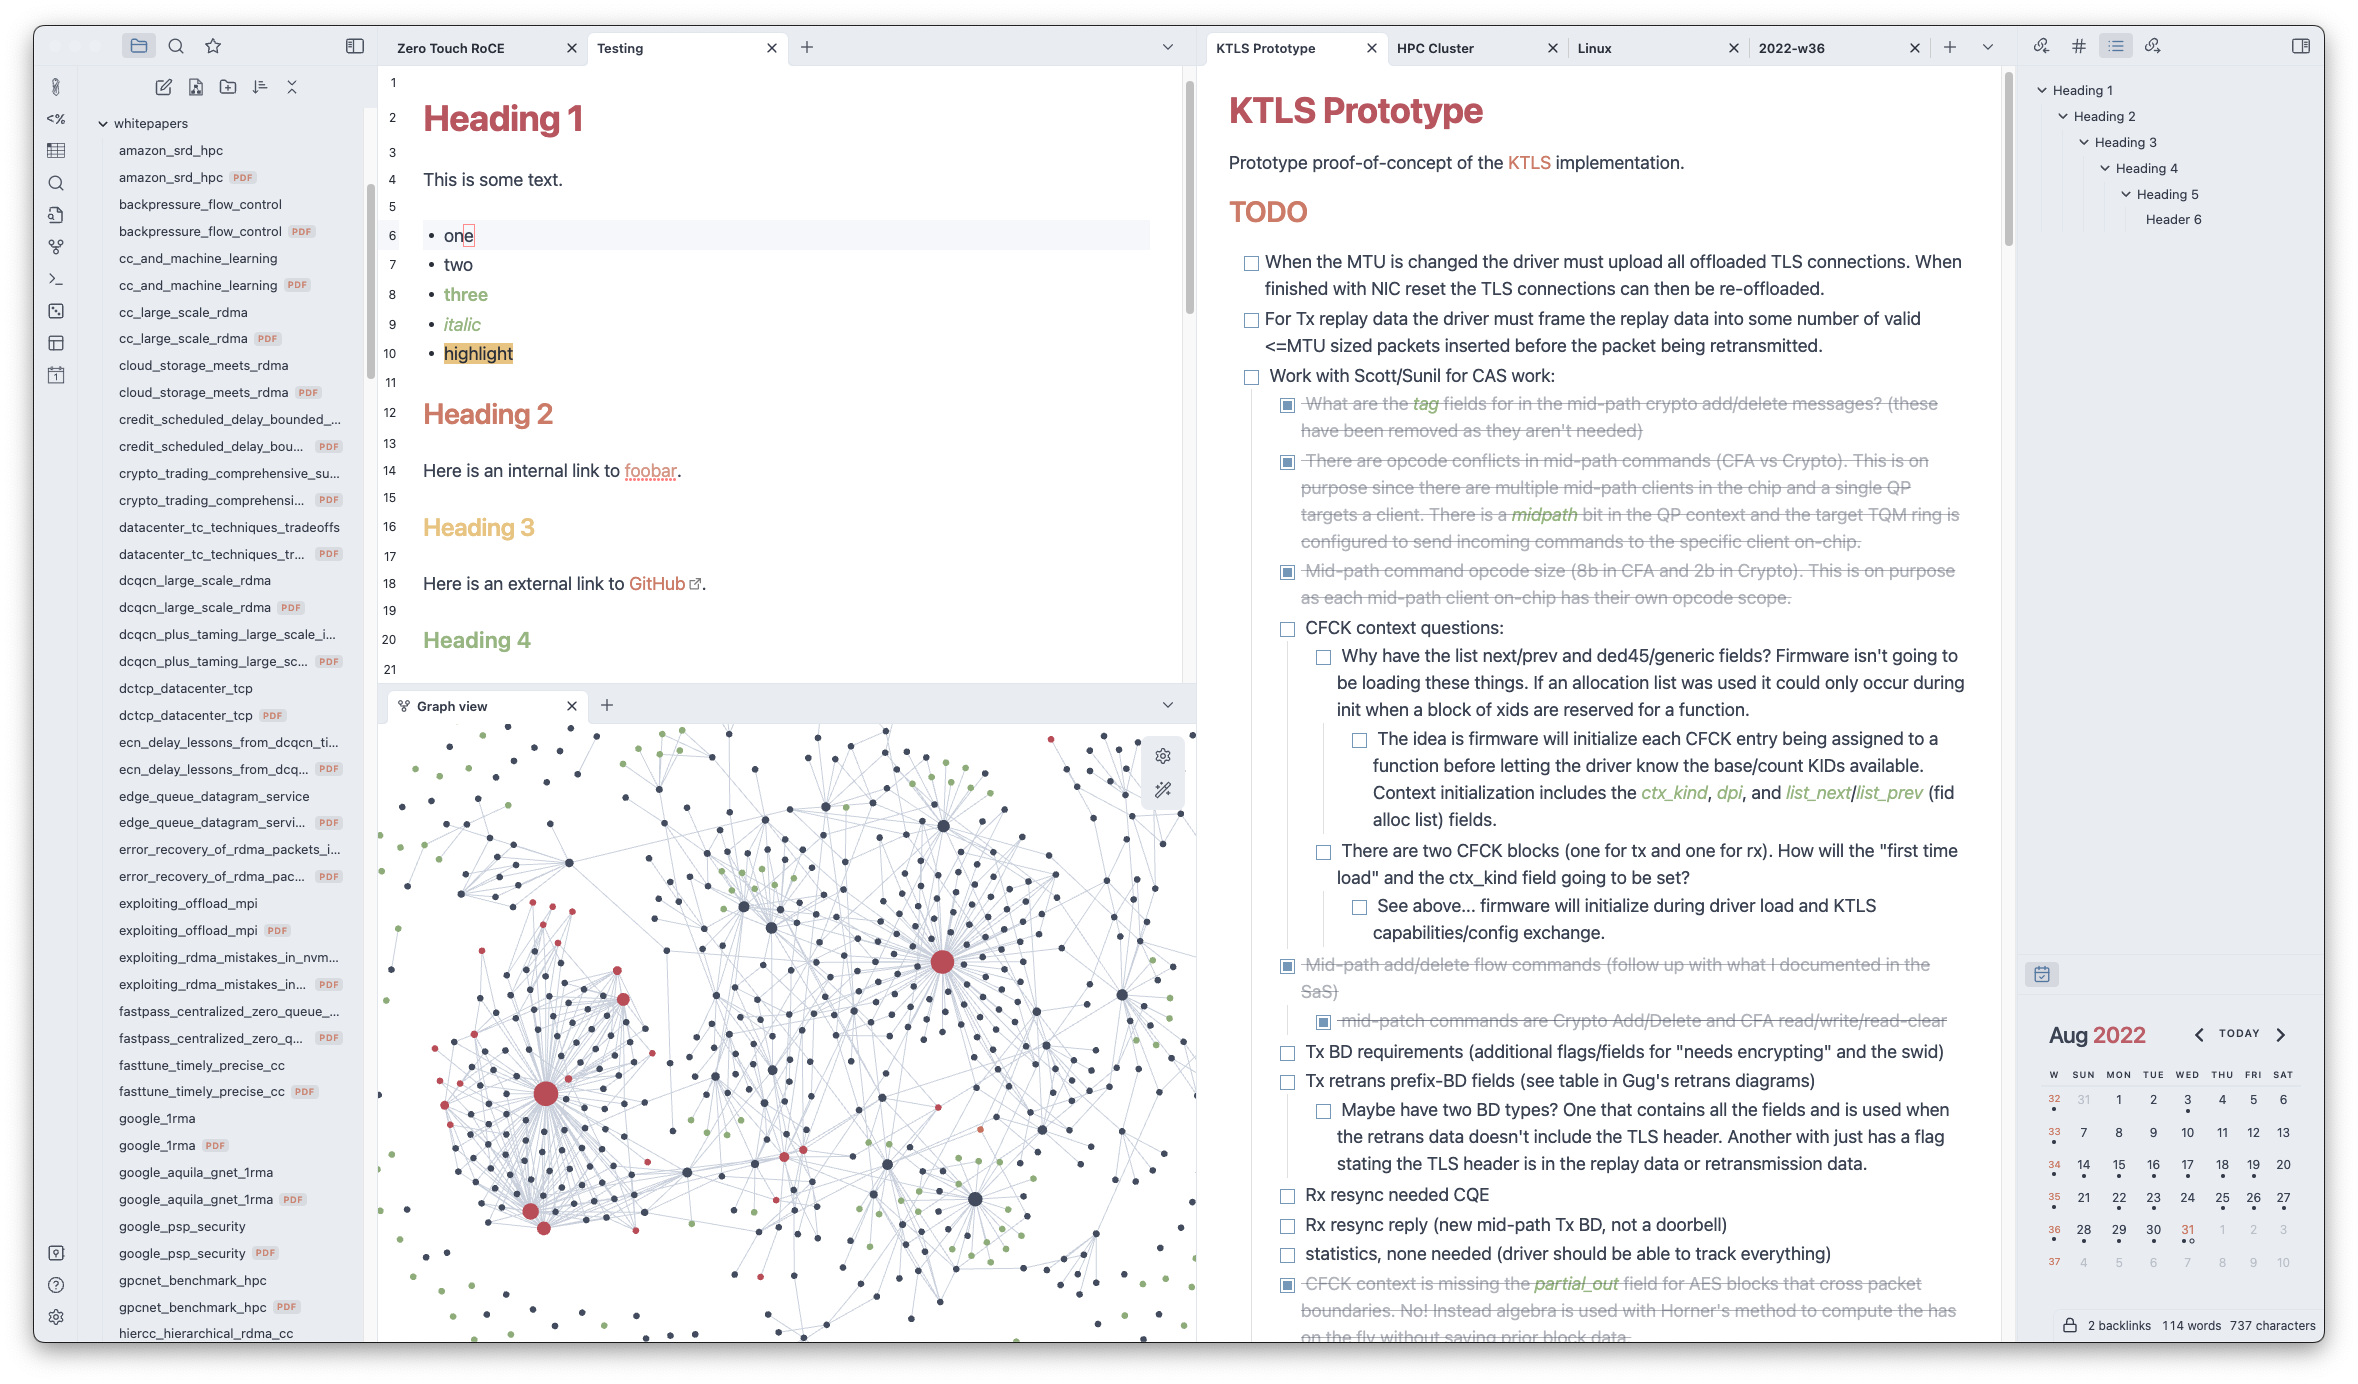 Zero Touch RoCE
Testing
KTLS Prototype
HPC Cluster
Linux
2022-w36
<%
1
whitepapers
amazon_srd_hpc
amazon_srd_hpc PDF
backpressure_flow_control
backpressure_flow_control PDF
cc_and_machine_learning
cc_and_machine_learning PDF
cc_large_scale_rdma
cc_large_scale_rdma PDF
cloud_storage_meets_rdma
cloud_storage_meets_rdma PDF
credit_scheduled_delay_bounded_...
credit_scheduled_delay_bou... PDF
crypto_trading_comprehensive_su...
crypto_trading_comprehensi... PDF
datacenter_tc_techniques_tradeoffs
datacenter_tc_techniques_tr... PDF
dcqcn_large_scale_rdma
dcqcn_large_scale_rdma PDF
dcqcn_plus_taming_large_scale_i...
dcqcn_plus_taming_large_sc... PDF
dctcp_datacenter_tcp
dctcp_datacenter_tcp PDF
ecn_delay_lessons_from_dcqcn_ti...
ecn_delay_lessons_from_dcq... PDF
edge_queue_datagram_service
edge_queue_datagram_servi... PDF
error_recovery_of_rdma_packets_i...
error_recovery_of_rdma_pac... PDF
exploiting_offload_mpi
exploiting_offload_mpi PDF
exploiting_rdma_mistakes_in_nvm...
exploiting_rdma_mistakes_in... PDF
fastpass_centralized_zero_queue_...
fastpass_centralized_zero_q... PDF
fasttune_timely_precise_cc
fasttune_timely_precise_cc PDF
google_1rma
google_1rma PDF
google_aquila_gnet_1rma
google_aquila_gnet_1rma PDF
google_psp_security
google_psp_security PDF
gpcnet_benchmark_hpc
gpcnet_benchmark_hpc PDF
hiercc_hierarchical_rdma_cc
1
2 Heading 1
3
4 This is some text.
5
6 • one
7 • two
8 • three
9 • italic
10 • highlight
11
12 Heading 2
13
14 Here is an internal link to foobar.
15
16 Heading 3
17
18 Here is an external link to GitHub.
19
20 Heading 4
21
Graph view
KTLS Prototype
Prototype proof-of-concept of the KTLS implementation.
TODO
When the MTU is changed the driver must upload all offloaded TLS connections. When
finished with NIC reset the TLS connections can then be re-offloaded.
For Tx replay data the driver must frame the replay data into some number of valid
<=MTU sized packets inserted before the packet being retransmitted.
Work with Scott/Sunil for CAS work:
What are the tag fields for in the mid-path crypto add/delete messages? (these
have been removed as they aren't needed)
There are opcode conflicts in mid-path commands (CFA vs Crypto). This is on
purpose since there are multiple mid-path clients in the chip and a single QP
targets a client. There is a midpath bit in the QP context and the target TQM ring is
configured to send incoming commands to the specific client on-chip.
Mid-path command opcode size (8b in CFA and 2b in Crypto). This is on purpose
as each mid-path client on-chip has their own opcode scope.
CFCK context questions:
Why have the list next/prev and ded45/generic fields? Firmware isn't going to
be loading these things. If an allocation list was used it could only occur during
init when a block of xids are reserved for a function.
The idea is firmware will initialize each CFCK entry being assigned to a
function before letting the driver know the base/count KIDs available.
Context initialization includes the ctx_kind, dpi, and list_next/list_prev (fid
alloc list) fields.
There are two CFCK blocks (one for tx and one for rx). How will the "first time
load" and the ctx_kind field going to be set?
See above... firmware will initialize during driver load and KTLS
capabilities/config exchange.
Mid-path add/delete flow commands (follow up with what I documented in the
SaS)
mid-patch commands are Crypto Add/Delete and CFA read/write/read-clear
Tx BD requirements (additional flags/fields for "needs encrypting" and the swid)
Tx retrans prefix-BD fields (see table in Gug's retrans diagrams)
Maybe have two BD types? One that contains all the fields and is used when
the retrans data doesn't include the TLS header. Another with just has a flag
stating the TLS header is in the replay data or retransmission data.
Rx resync needed CQE
Rx resync reply (new mid-path Tx BD, not a doorbell)
statistics, none needed (driver should be able to track everything)
CFCK context is missing the partial_out field for AES blocks that cross packet
boundaries. No! Instead algebra is used with Horner's method to compute the has
on the fly without saving prior block data.
Heading 1
Heading 2
Heading 3
Heading 4
Heading 5
Header 6
Aug 2022
TODAY
W SUN MON TUE WED THU FRI SAT
32 31 1 2 3 4 5 6
33 7 8 9 10 11 12 13
34 14 15 16 17 18 19 20
35 21 22 23 24 25 26 27
36 28 29 30 31 1 2 3
37 4 5 6 7 8 9 10
2 backlinks 114 words 737 characters